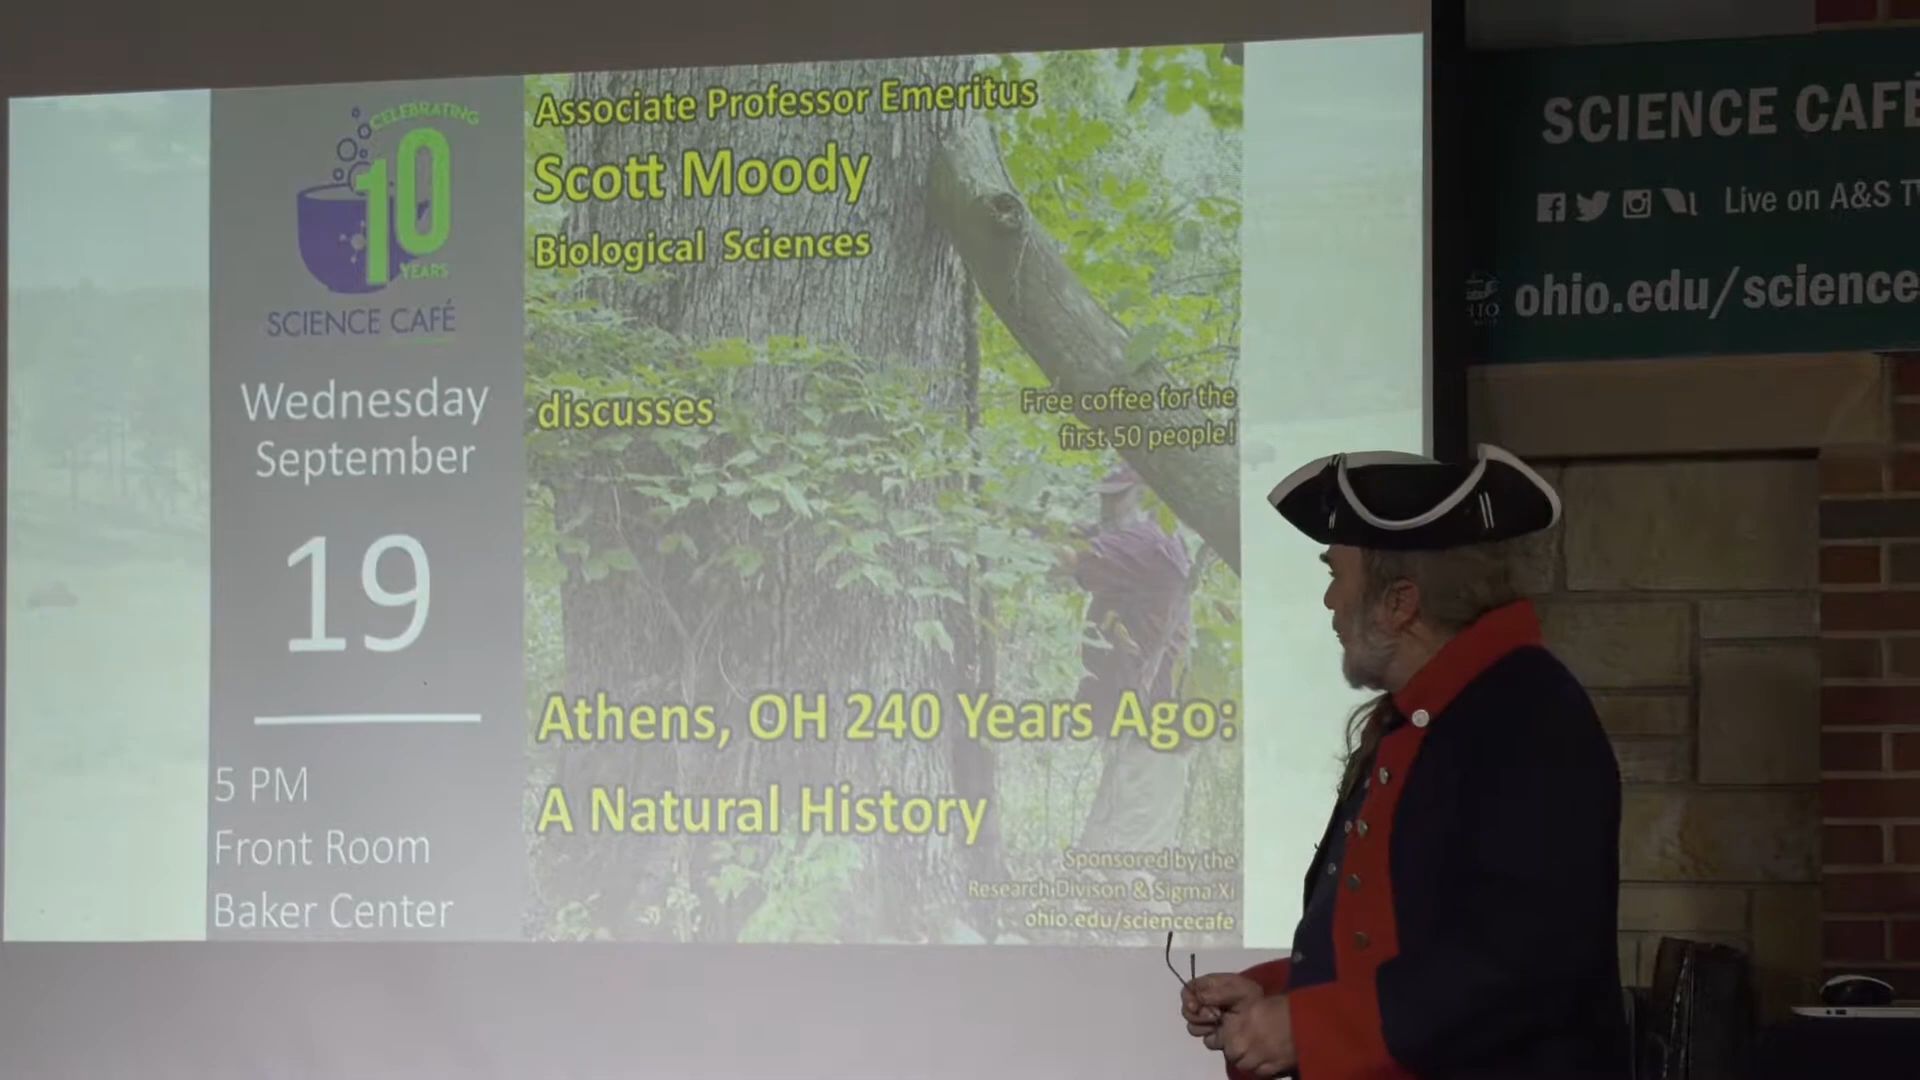 CELEBRATING
10
YEARS
SCIENCE CAFÉ
Wednesday
September
19
5 PM
Front Room
Baker Center
Associate Professor Emeritus
Scott Moody
Biological Sciences
discusses
Free coffee for the
first 50 people!
Athens, OH 240 Years Ago:
A Natural History
Sponsored by the
Research Divison & Sigma Xi
ohio.edu/sciencecafe
SCIENCE CAFÉ
Live on A&S
ohio.edu/science